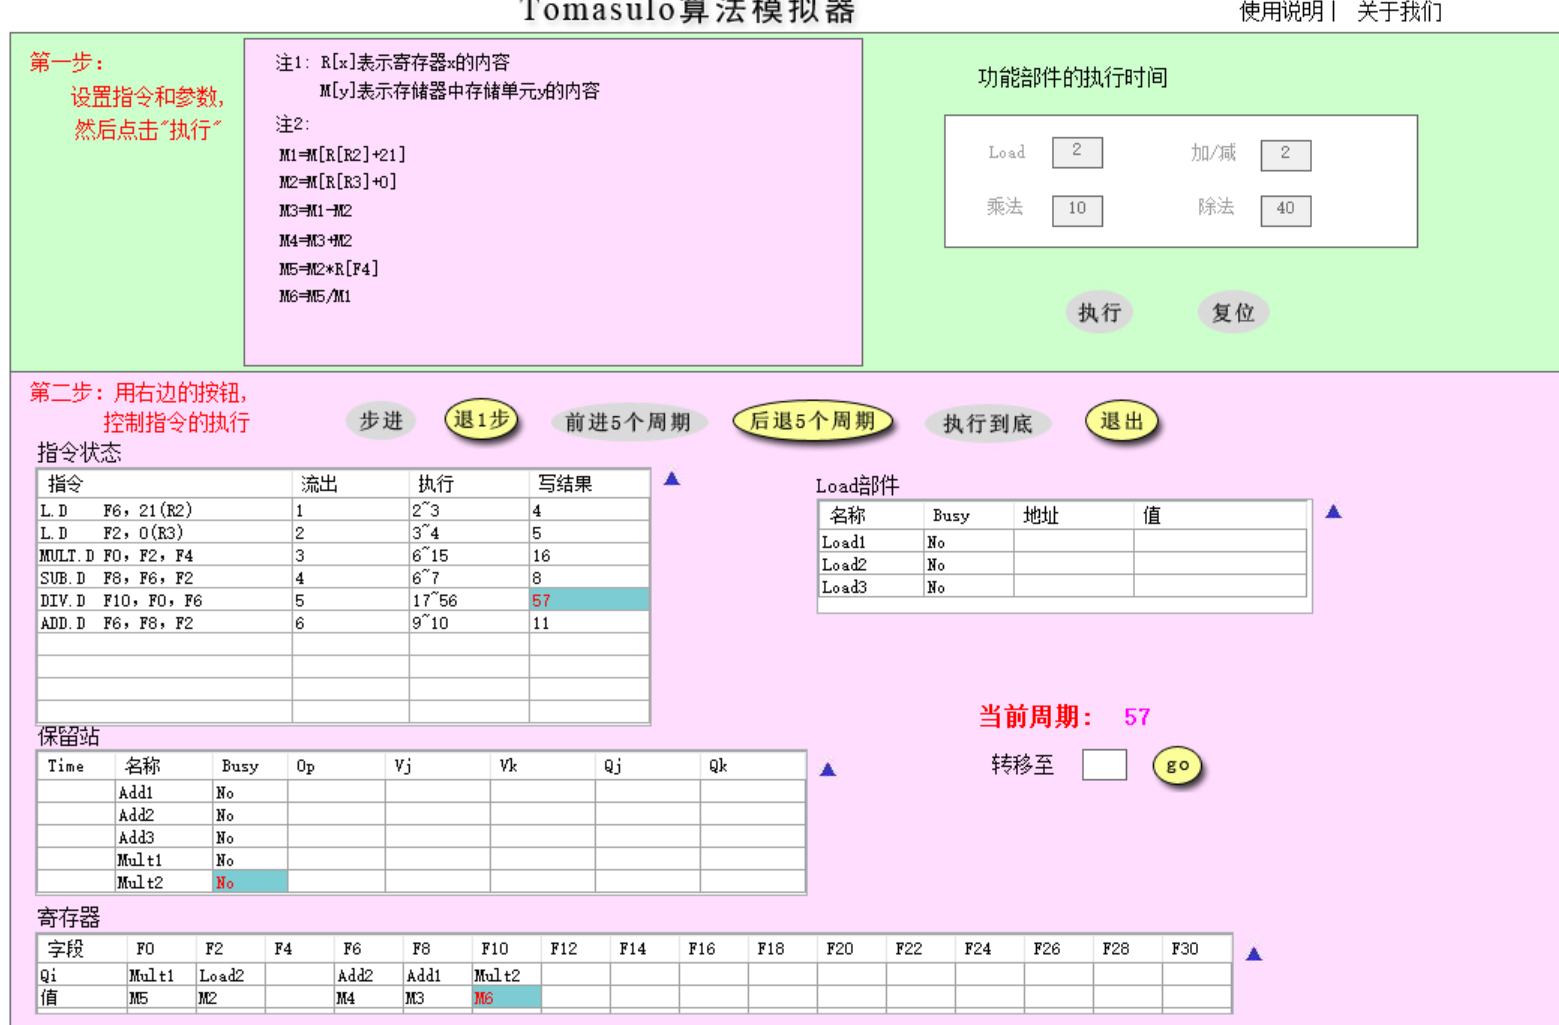 Tomasulo算法模拟器
使用说明| 关于我们
第一步:
设置指令和参数,
然后点击“执行”
注1: R[x]表示寄存器x的内容
M[y]表示存储器中存储单元y的内容
注2:
M1=M[R[R2]+21]
M2=M[R[R3]+0]
M3=M1-M2
M4=M3+M2
M5=M2*R[F4]
M6=M5/M1
功能部件的执行时间
Load 2 加/减 2
乘法 10 除法 40
执行 复位
第二步: 用右边的按钮,
控制指令的执行
步进 退1步 前进5个周期 后退5个周期 执行到底 退出
指令状态
指令 流出 执行 写结果
L.D F6, 21(R2) 1 2~3 4
L.D F2, 0(R3) 2 3~4 5
MULT.D F0, F2, F4 3 6~15 16
SUB.D F8, F6, F2 4 6~7 8
DIV.D F10, F0, F6 5 17~56 57
ADD.D F6, F8, F2 6 9~10 11
Load部件
名称 Busy 地址 值
Load1 No
Load2 No
Load3 No
当前周期: 57
转移至 go
保留站
Time 名称 Busy Op Vj Vk Qj Qk
Add1 No
Add2 No
Add3 No
Mult1 No
Mult2 No
寄存器
字段 F0 F2 F4 F6 F8 F10 F12 F14 F16 F18 F20 F22 F24 F26 F28 F30
Qi Mult1 Load2 Add2 Add1 Mult2
值 M5 M2 M4 M3 M6